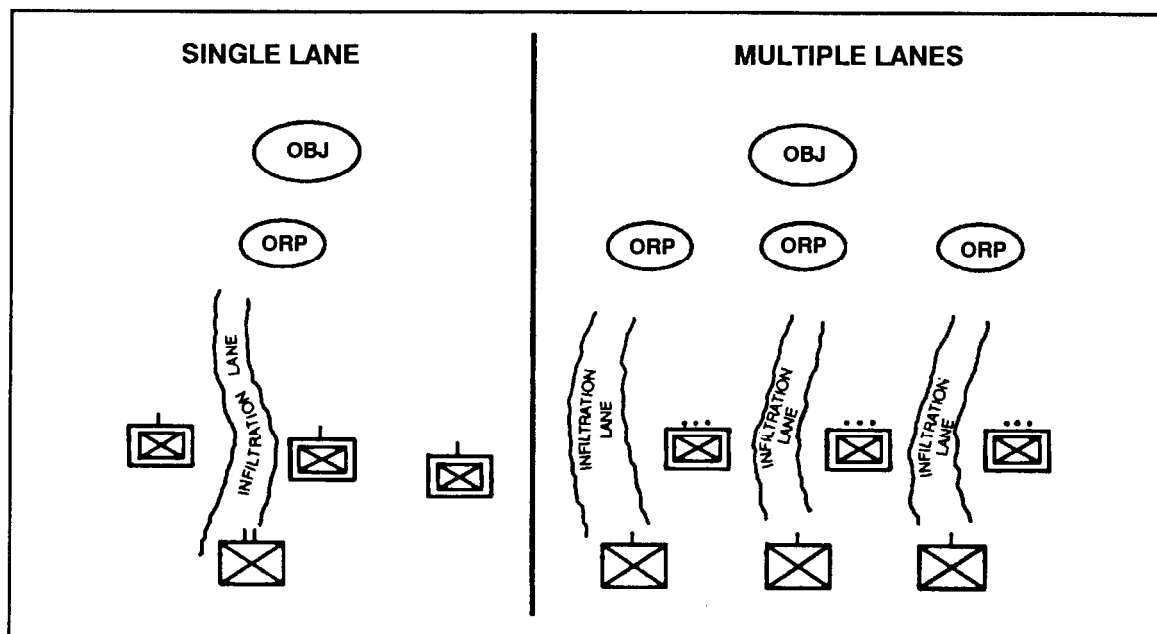 SINGLE LANE
OBJ
ORP
INFILTRATION LANE
MULTIPLE LANES
OBJ
ORP
ORP
ORP
INFILTRATION
LANE
INFILTRATION
LANE
INFILTRATION
LANE